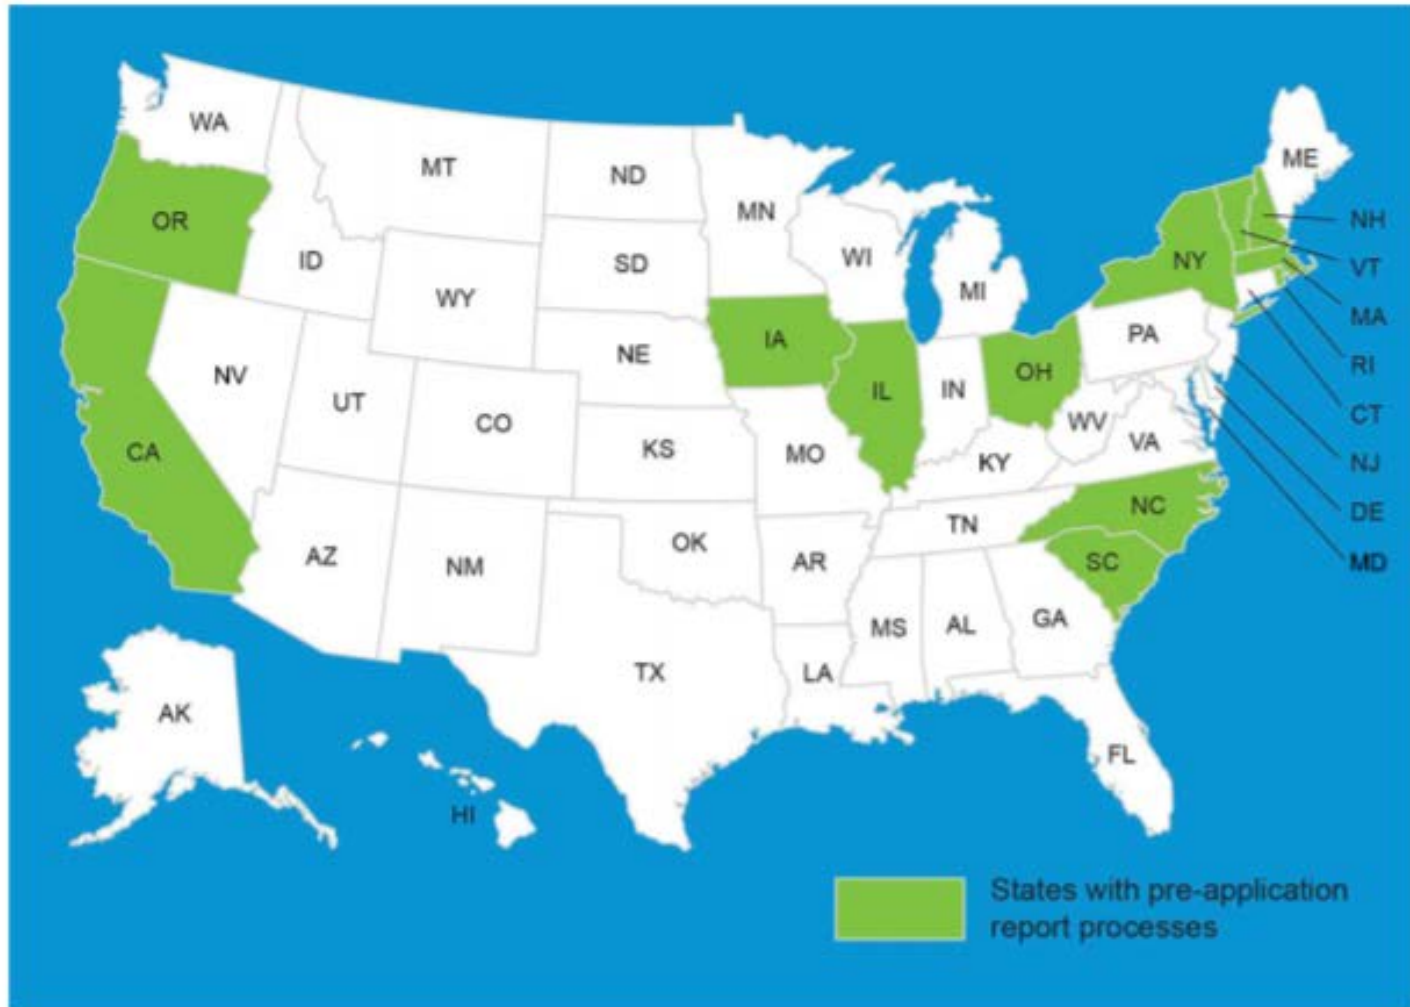 WA
MT
ND
MN
ME
OR
ID
SD
WI
NY
NH
VT
WY
MI
MA
IA
PA
RI
NE
NV
UT
CO
IL
IN
OH
CT
CA
KS
MO
WV
VA
KY
NJ
NC
DE
TN
AZ
NM
OK
AR
SC
MD
MS
AL
GA
TX
LA
AK
FL
HI
States with pre-application
report processes